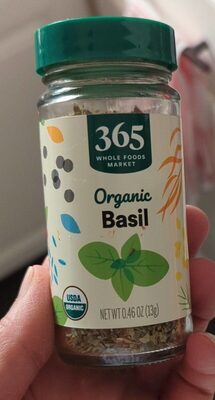 365
WHOLE FOODS
MARKET
Organic
Basil
USDA
ORGANIC
NET WT 0.46 OZ (13g)